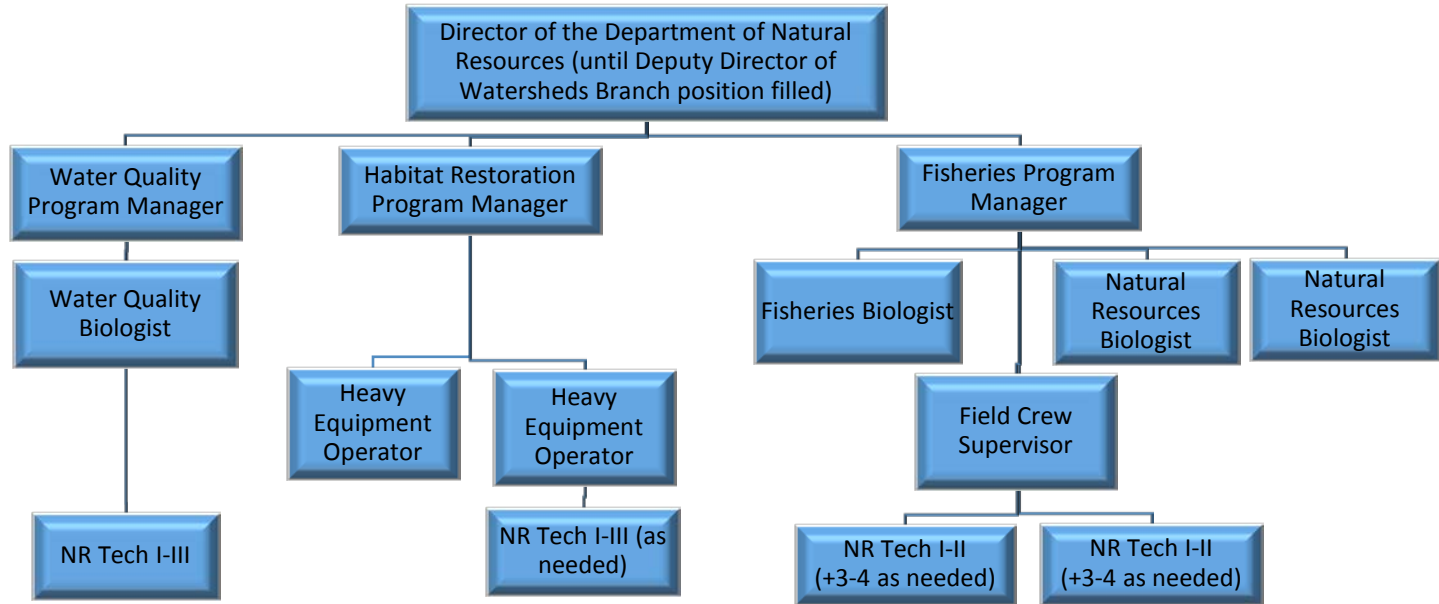 Director of the Department of Natural
Resources (until Deputy Director of
Watersheds Branch position filled)
Water Quality
Program Manager
Habitat Restoration
Program Manager
Fisheries Program
Manager
Water Quality
Biologist
Fisheries Biologist
Natural
Resources
Biologist
Natural
Resources
Biologist
Heavy
Equipment
Operator
Heavy
Equipment
Operator
Field Crew
Supervisor
NR Tech I-III
NR Tech I-III (as
needed)
NR Tech I-II
(+3-4 as needed)
NR Tech I-II
(+3-4 as needed)